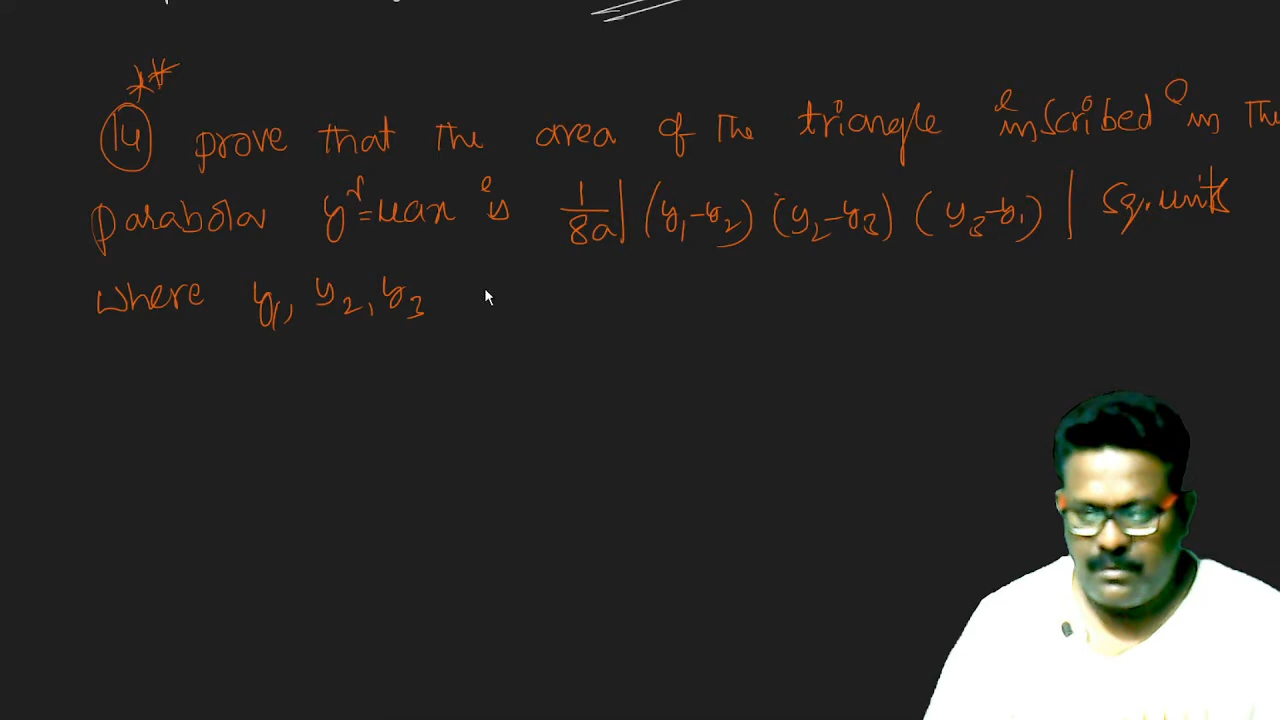 14 ** prove that the area of the triangle inscribed in the
parabola y² = 4ax is 1/8a |(y₁-y₂) (y₂-y₃) (y₃-y₁)| sq.units
where y₁, y₂, y₃